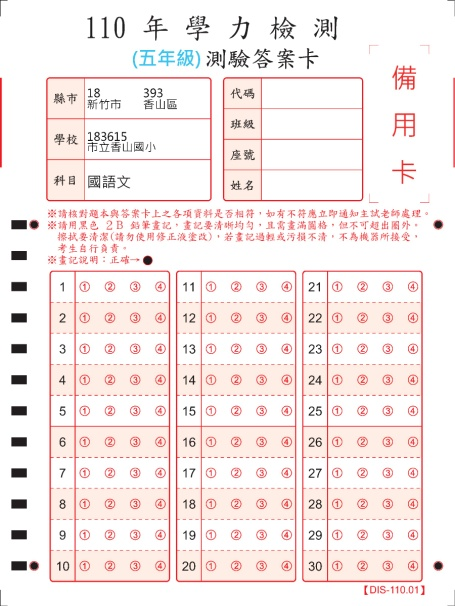 110 年 學 力 檢 測
(五年級) 測驗答案卡
備用卡
縣市 18 393
新竹市 香山區
學校 183615
市立香山國小
科目 國語文
代碼
班級
座號
姓名
※請核對題本與答案卡上之各項資料是否相符,如有不符應立即通知主試老師處理。
※請用黑色 2B 鉛筆畫記,畫記要清晰均勻,且需畫滿圓格,但不可超出圈外。
擦拭要清潔(請勿使用修正液塗改),若畫記過輕或污損不清,不為機器所接受,
考生自行負責。
※畫記說明:正確→●
1 ① ② ③ ④
2 ① ② ③ ④
3 ① ② ③ ④
4 ① ② ③ ④
5 ① ② ③ ④
6 ① ② ③ ④
7 ① ② ③ ④
8 ① ② ③ ④
9 ① ② ③ ④
10 ① ② ③ ④
11 ① ② ③ ④
12 ① ② ③ ④
13 ① ② ③ ④
14 ① ② ③ ④
15 ① ② ③ ④
16 ① ② ③ ④
17 ① ② ③ ④
18 ① ② ③ ④
19 ① ② ③ ④
20 ① ② ③ ④
21 ① ② ③ ④
22 ① ② ③ ④
23 ① ② ③ ④
24 ① ② ③ ④
25 ① ② ③ ④
26 ① ② ③ ④
27 ① ② ③ ④
28 ① ② ③ ④
29 ① ② ③ ④
30 ① ② ③ ④
【DIS-110.01】